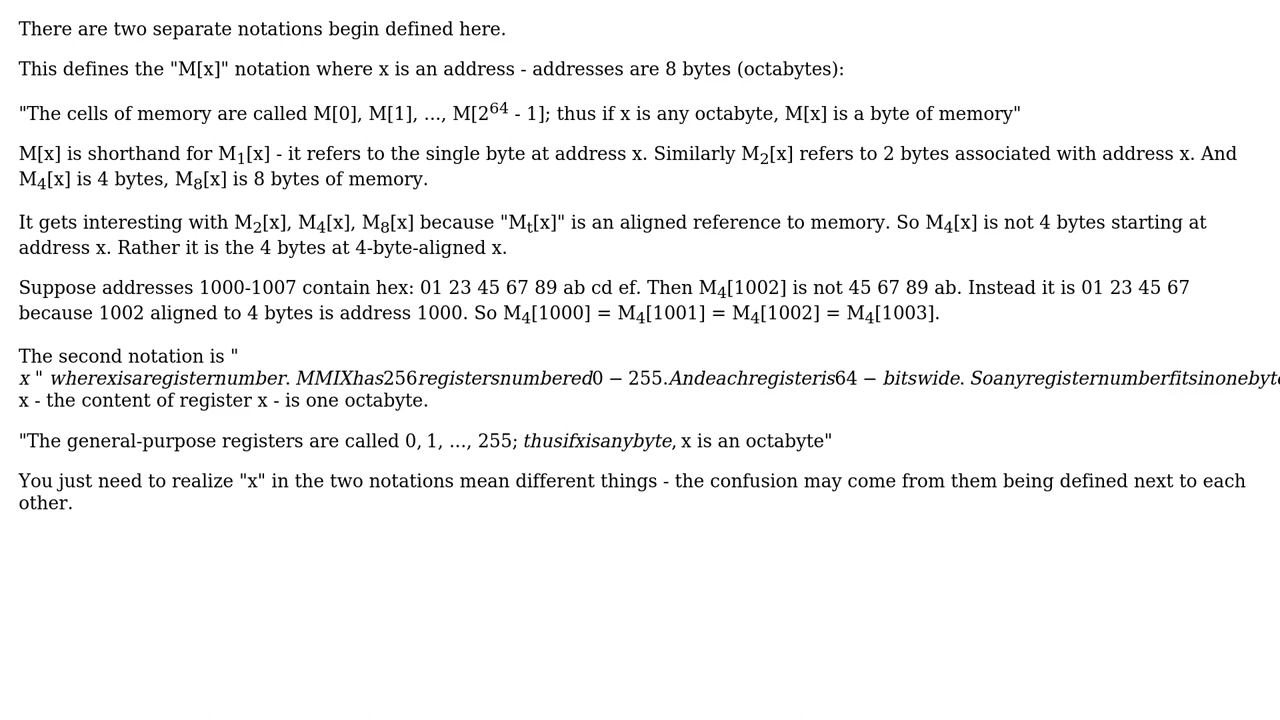 There are two separate notations begin defined here.
This defines the "M[x]" notation where x is an address - addresses are 8 bytes (octabytes):
"The cells of memory are called M[0], M[1], ..., M[2^64 - 1]; thus if x is any octabyte, M[x] is a byte of memory"
M[x] is shorthand for M₁[x] - it refers to the single byte at address x. Similarly M₂[x] refers to 2 bytes associated with address x. And
M₄[x] is 4 bytes, M₈[x] is 8 bytes of memory.
It gets interesting with M₂[x], M₄[x], M₈[x] because "Mₜ[x]" is an aligned reference to memory. So M₄[x] is not 4 bytes starting at
address x. Rather it is the 4 bytes at 4-byte-aligned x.
Suppose addresses 1000-1007 contain hex: 01 23 45 67 89 ab cd ef. Then M₄[1002] is not 45 67 89 ab. Instead it is 01 23 45 67
because 1002 aligned to 4 bytes is address 1000. So M₄[1000] = M₄[1001] = M₄[1002] = M₄[1003].
The second notation is "
x " wherexisaregisternumber. MMIXhas256registersnumbered0 − 255.Andeachregisteris64 − bitswide. Soanyregisternumberfitsinonebyte
x - the content of register x - is one octabyte.
"The general-purpose registers are called 0, 1, ..., 255; thusifxisanybyte, x is an octabyte"
You just need to realize "x" in the two notations mean different things - the confusion may come from them being defined next to each
other.